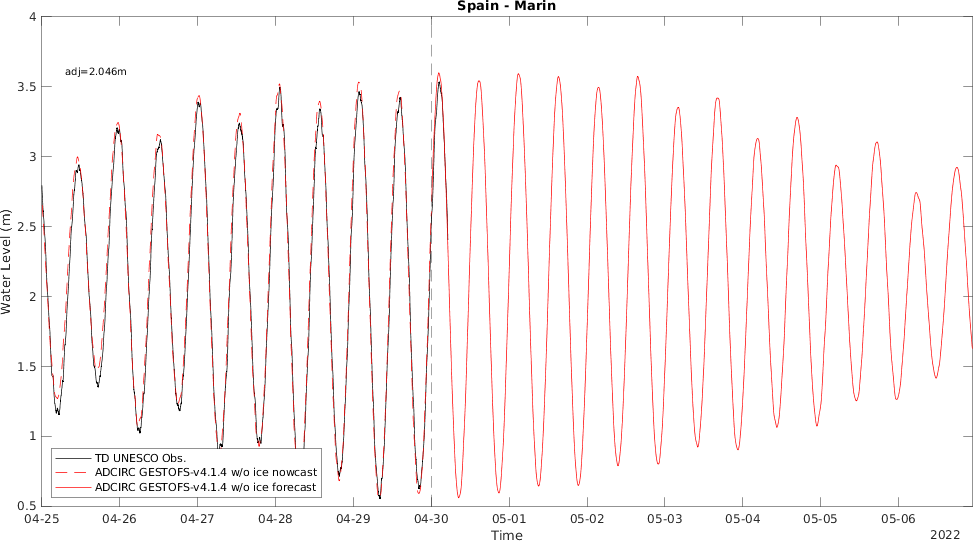 Spain - Marin
adj=2.046m
Water Level (m)
4
3.5
3
2.5
2
1.5
1
0.5
TD UNESCO Obs.
ADCIRC GESTOFS-v4.1.4 w/o ice nowcast
ADCIRC GESTOFS-v4.1.4 w/o ice forecast
04-25 04-26 04-27 04-28 04-29 04-30 05-01 05-02 05-03 05-04 05-05 05-06
Time
2022